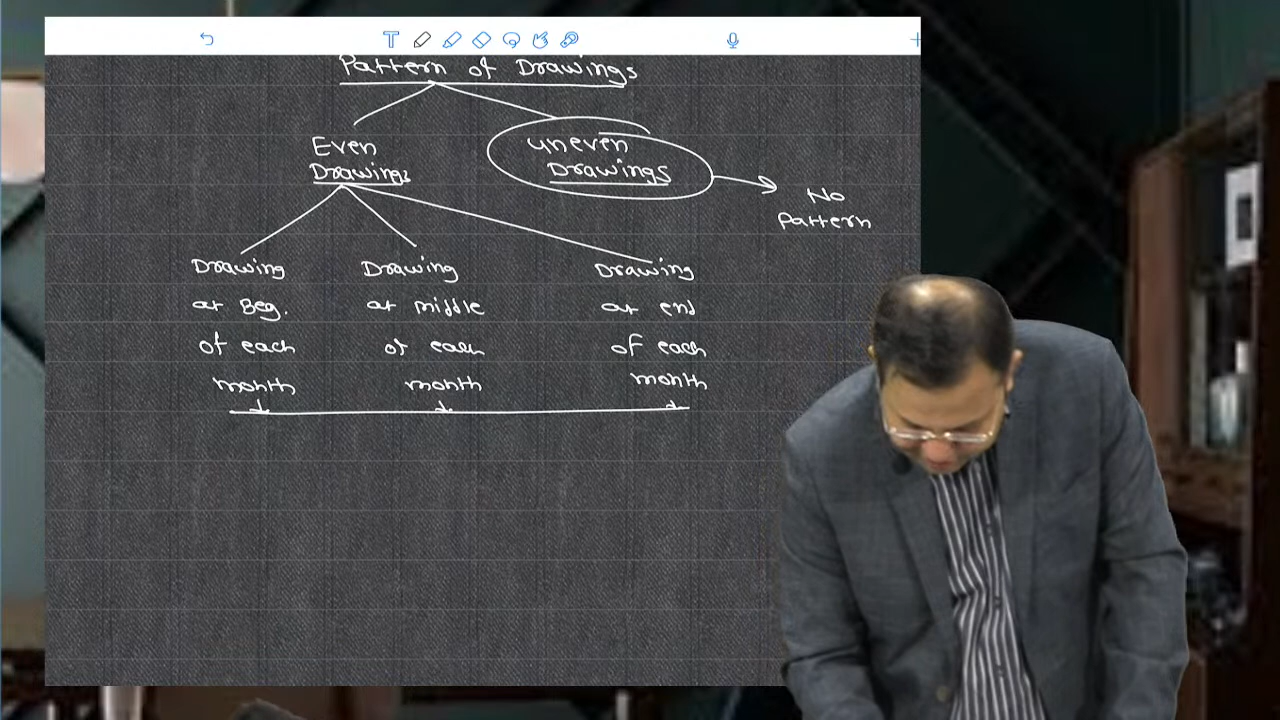 Pattern of Drawings
Even
Drawings
uneven
Drawings
No
Pattern
Drawing
at Beg.
of each
month
Drawing
at middle
of each
month
Drawing
at end
of each
month